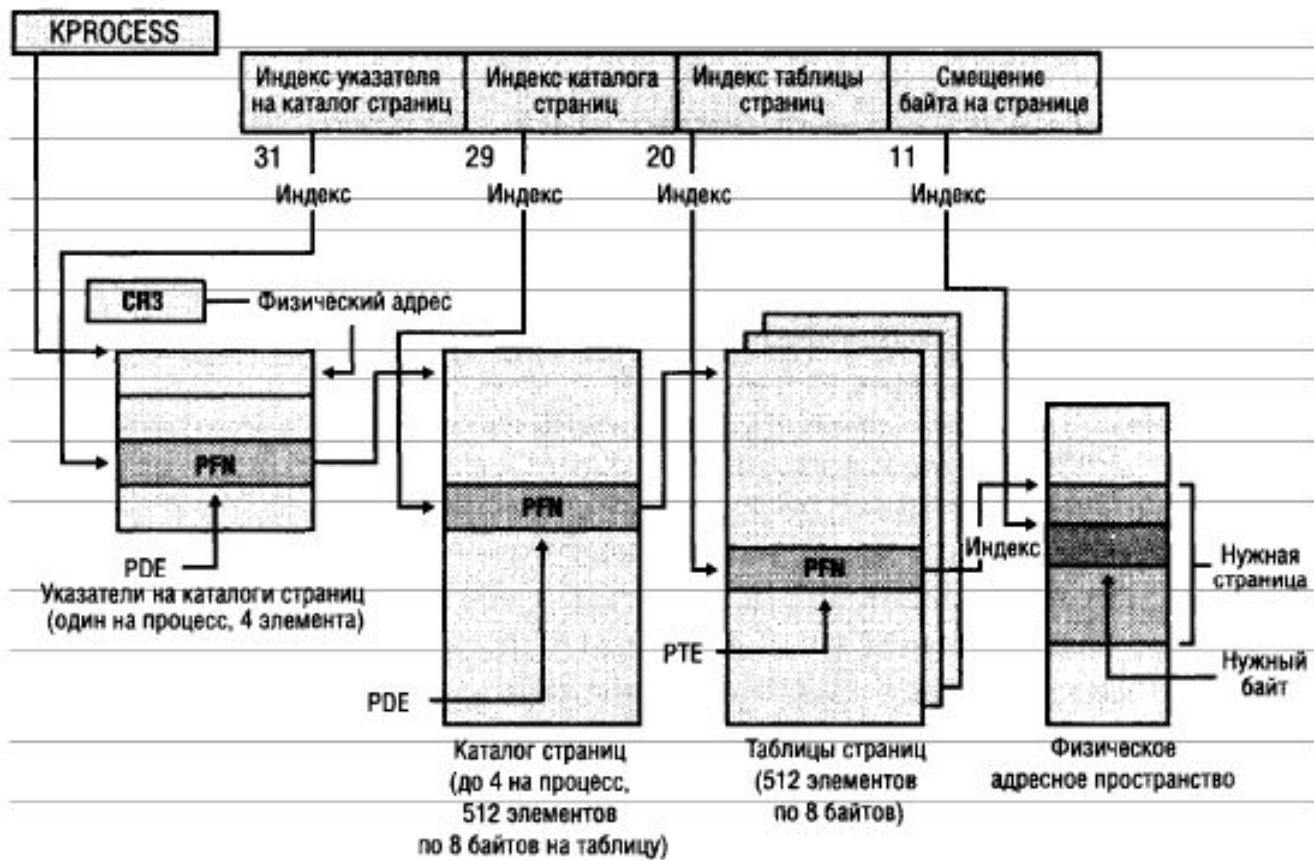 KPROCESS
Индекс указателя
на каталог страниц
Индекс каталога
страниц
Индекс таблицы
страниц
Смещение
байта на странице
31
29
20
11
Индекс
Индекс
Индекс
Индекс
CR3
Физический адрес
PFN
PFN
PFN
Индекс
Нужная
страница
Нужный
байт
PDE
Указатели на каталоги страниц
(один на процесс, 4 элемента)
PDE
PTE
Каталог страниц
(до 4 на процесс,
512 элементов
по 8 байтов на таблицу)
Таблицы страниц
(512 элементов
по 8 байтов)
Физическое
адресное пространство